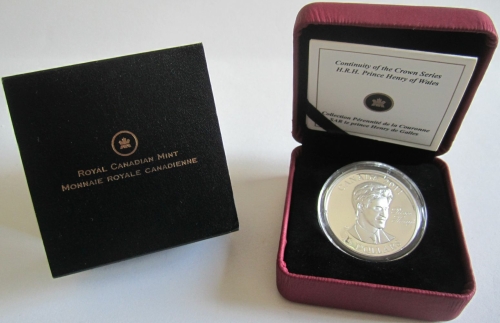 ROYAL CANADIAN MINT
MONNAIE ROYALE CANADIENNE
Continuity of the Crown Series
H.R.H. Prince Henry of Wales
Collection Pérennité de la Couronne
S.A.R. le prince Henry de Galles